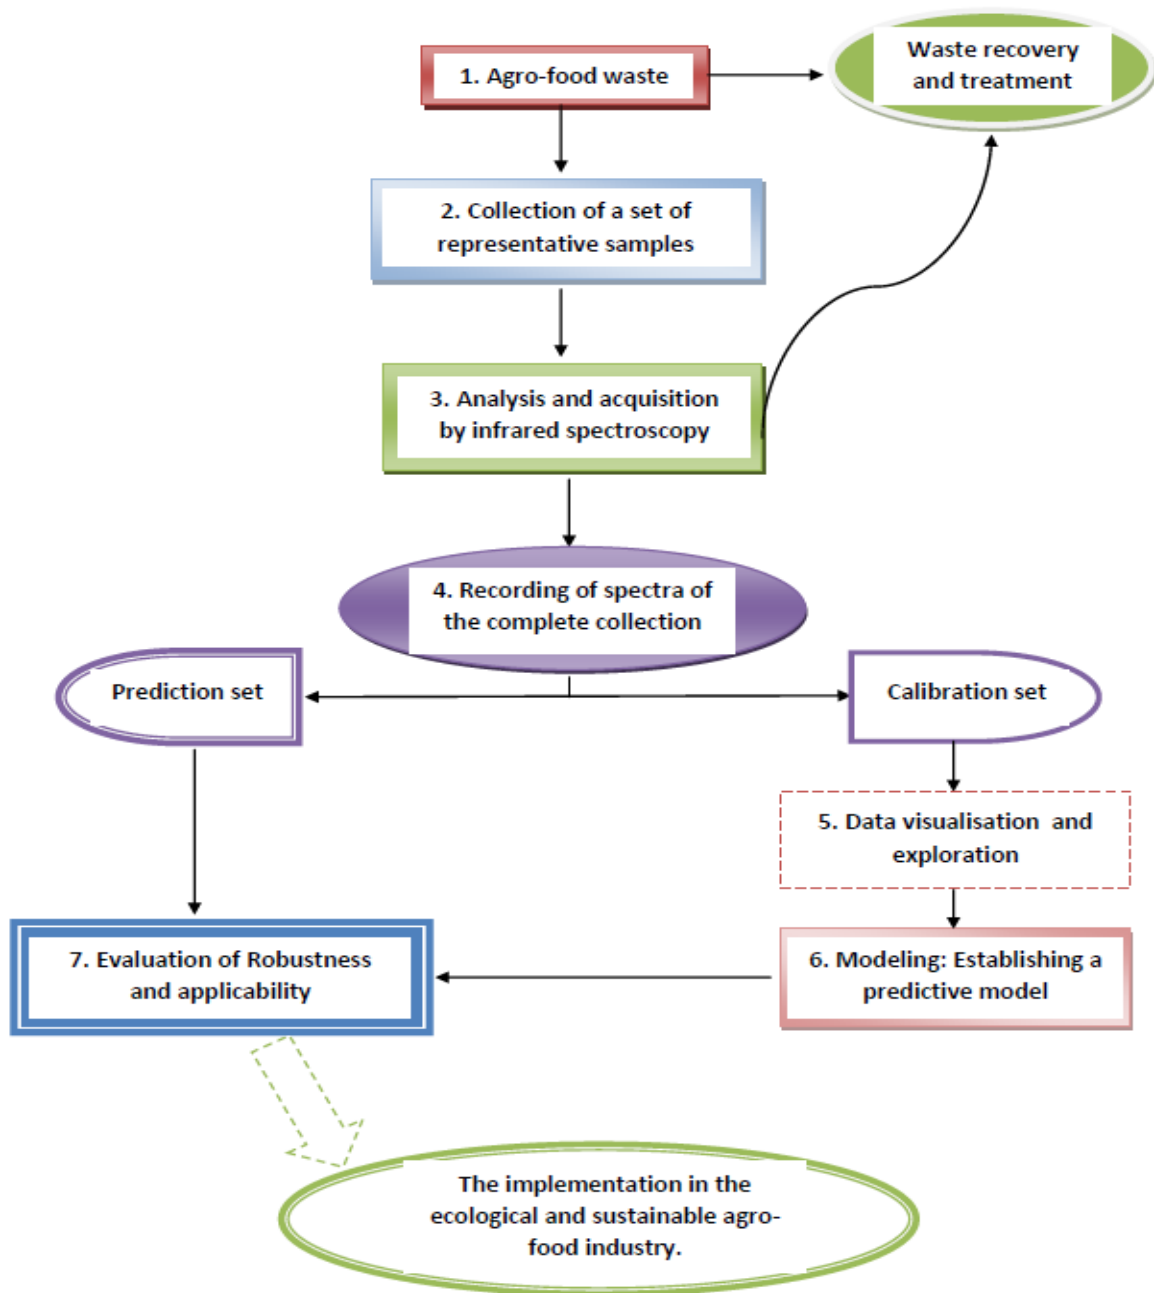 1. Agro-food waste
Waste recovery
and treatment
2. Collection of a set of
representative samples
3. Analysis and acquisition
by infrared spectroscopy
4. Recording of spectra of
the complete collection
Prediction set
Calibration set
5. Data visualisation and
exploration
6. Modeling: Establishing a
predictive model
7. Evaluation of Robustness
and applicability
The implementation in the
ecological and sustainable agro-
food industry.